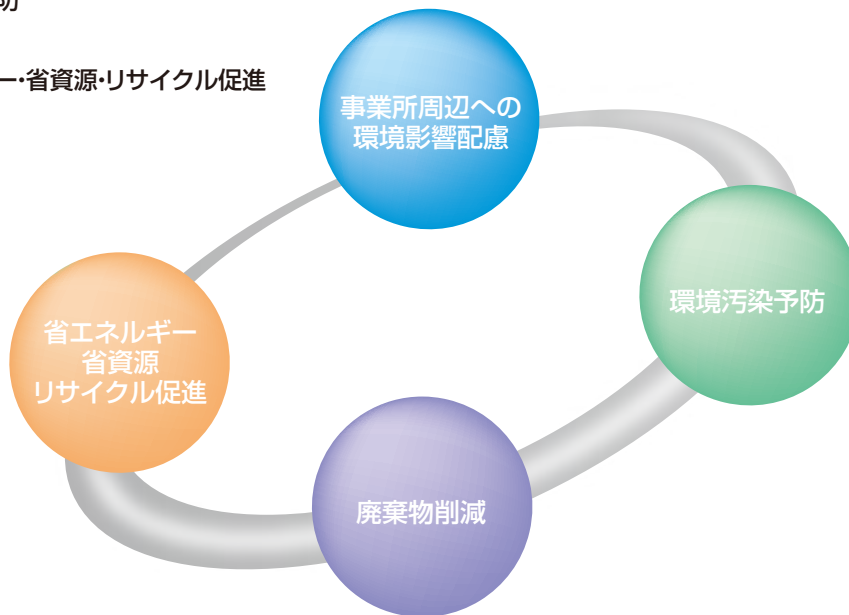 防
ー・省資源・リサイクル促進
事業所周辺への
環境影響配慮
環境汚染予防
省エネルギー
省資源
リサイクル促進
廃棄物削減